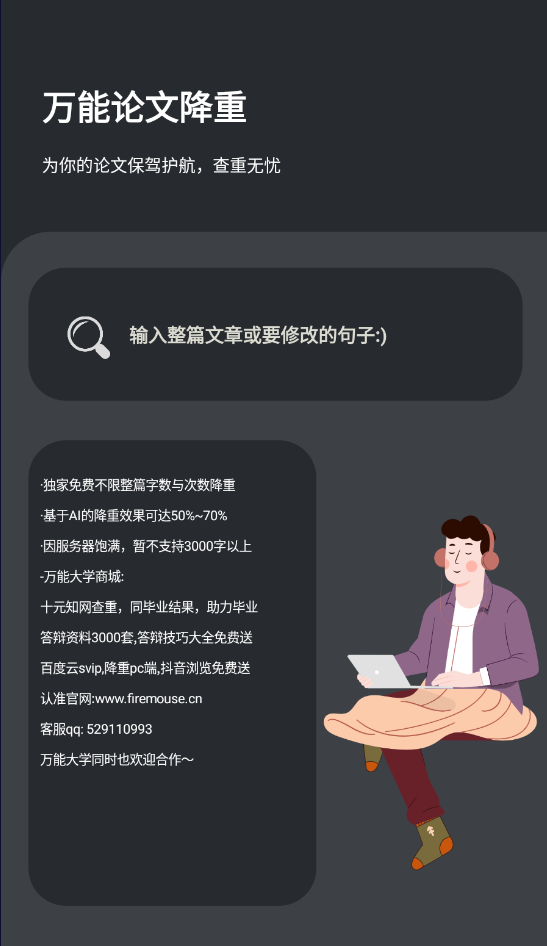 万能论文降重
为你的论文保驾护航，查重无忧
输入整篇文章或要修改的句子:)
·独家免费不限整篇字数与次数降重
·基于AI的降重效果可达50%~70%
·因服务器饱满，暂不支持3000字以上
-万能大学商城:
十元知网查重，同毕业结果，助力毕业
答辩资料3000套,答辩技巧大全免费送
百度云svip,降重pc端,抖音浏览免费送
认准官网:www.firemouse.cn
客服qq: 529110993
万能大学同时也欢迎合作～